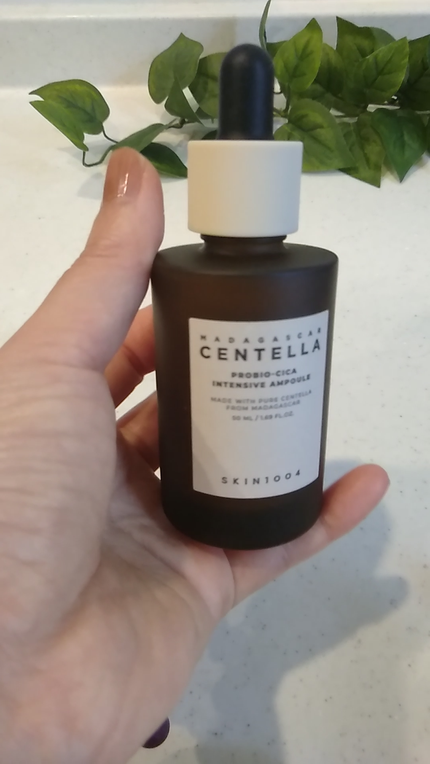 MADAGASCAR
CENTELLA
PROBIO-CICA
INTENSIVE AMPOULE
MADE WITH PURE CENTELLA
FROM MADAGASCAR
50 ML / 1.69 FL.OZ.
SKIN1004